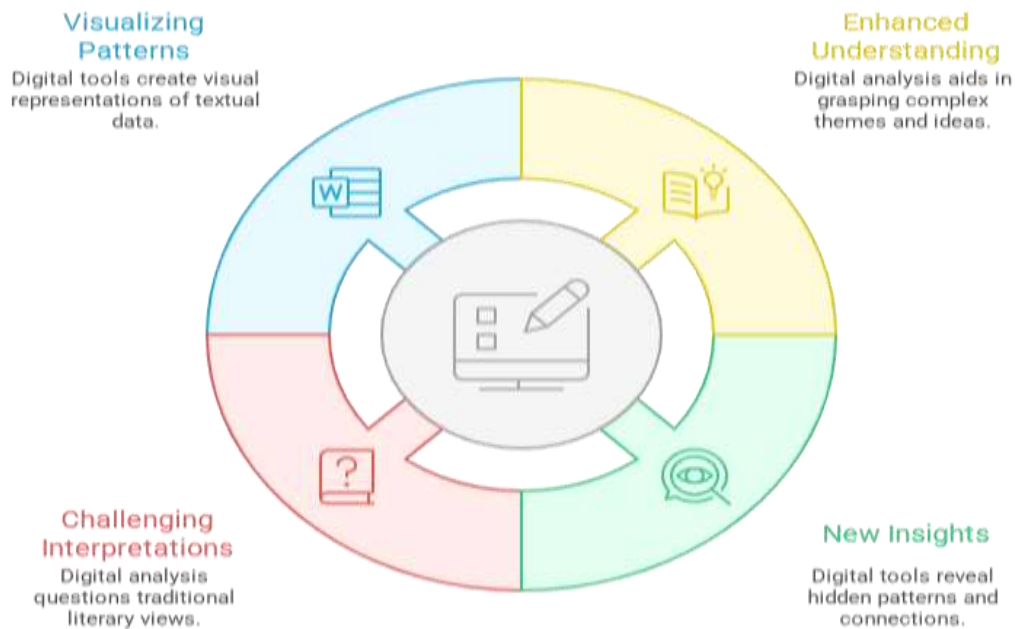 Visualizing
Patterns
Digital tools create visual
representations of textual
data.
Enhanced
Understanding
Digital analysis aids in
grasping complex
themes and ideas.
W
?
Challenging
Interpretations
Digital analysis
questions traditional
literary views.
New Insights
Digital tools reveal
hidden patterns and
connections.